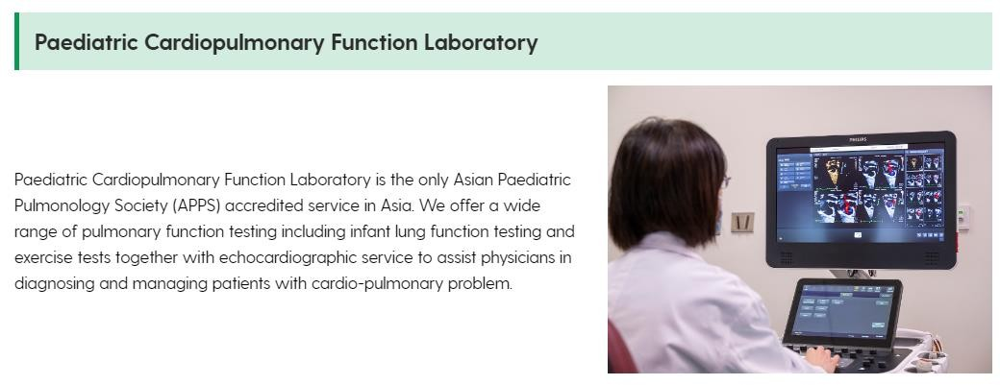 Paediatric Cardiopulmonary Function Laboratory
Paediatric Cardiopulmonary Function Laboratory is the only Asian Paediatric
Pulmonology Society (APPS) accredited service in Asia. We offer a wide
range of pulmonary function testing including infant lung function testing and
exercise tests together with echocardiographic service to assist physicians in
diagnosing and managing patients with cardio-pulmonary problem.
PHILIPS